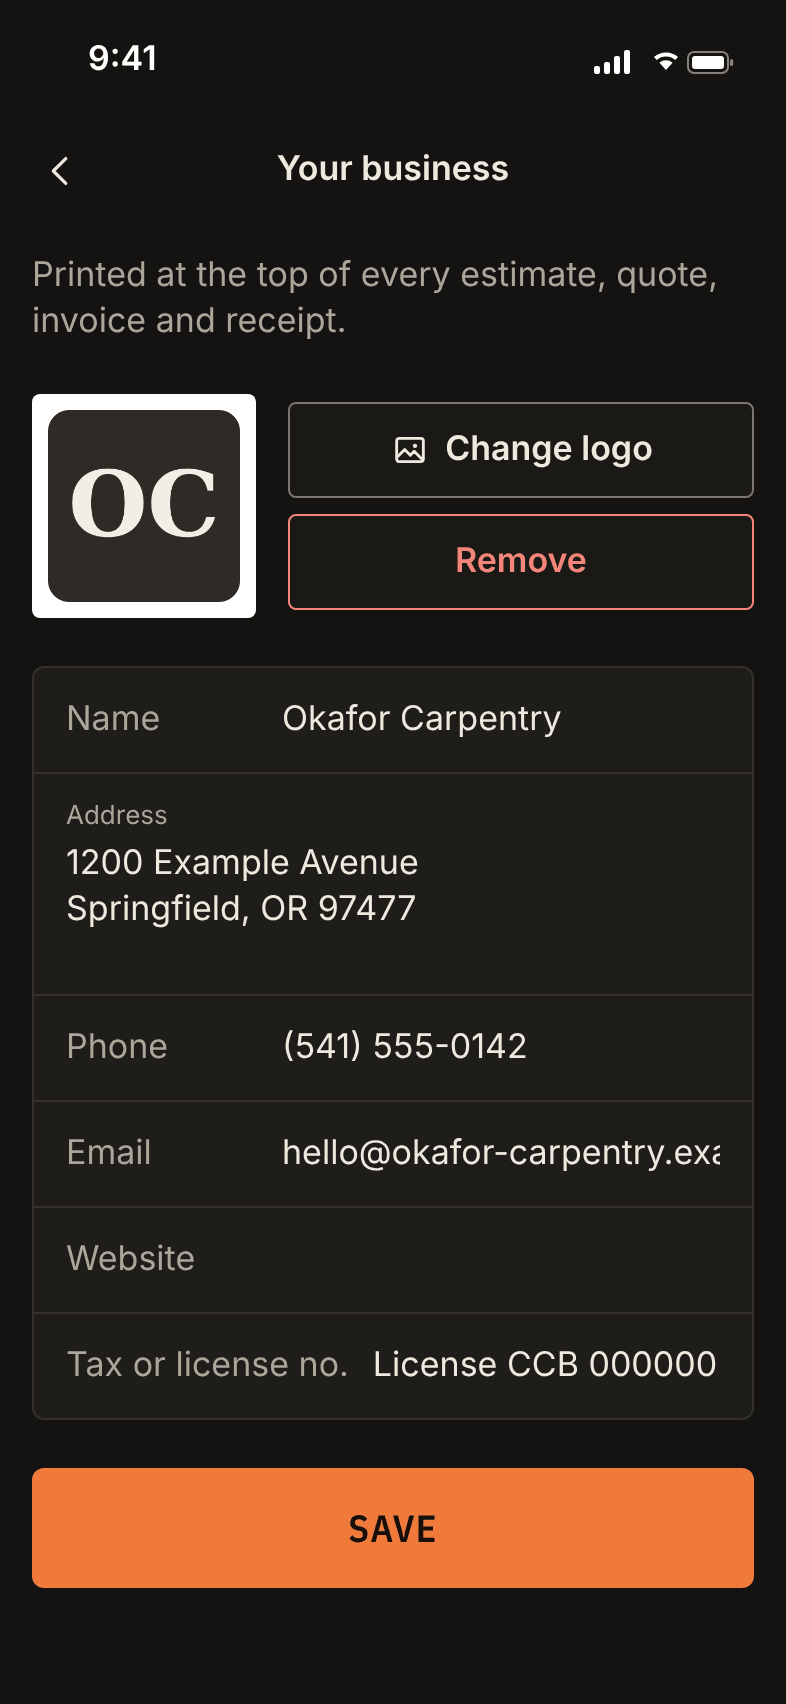 9:41
Your business
Printed at the top of every estimate, quote,
invoice and receipt.
OC
Change logo
Remove
Name Okafor Carpentry
Address
1200 Example Avenue
Springfield, OR 97477
Phone (541) 555-0142
Email hello@okafor-carpentry.exa
Website
Tax or license no. License CCB 000000
SAVE